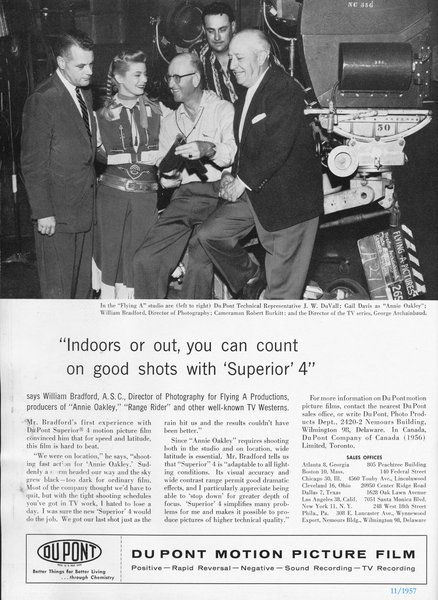 NC 356
50
FLYING A PICTURES
In the "Flying A" studio are (left to right) Du Pont Technical Representative J. W. DuVall; Gail Davis as "Annie Oakley";
William Bradford, Director of Photography; Cameraman Robert Burkitt; and the Director of the TV series, George Archainbaud.
"Indoors or out, you can count
on good shots with 'Superior' 4"
says William Bradford, A.S.C., Director of Photography for Flying A Productions,
producers of "Annie Oakley," "Range Rider" and other well-known TV Westerns.
Mr. Bradford's first experience with
Du Pont Superior® 4 motion picture film
convinced him that for speed and latitude,
this film is hard to beat.
"We were on location," he says, "shoot-
ing fast action for 'Annie Oakley.' Sud-
denly a storm headed our way and the sky
grew black—too dark for ordinary film.
Most of the company thought we'd have to
quit, but with the tight shooting schedules
you've got in TV work, I hated to lose a
day. I was sure the new 'Superior' 4 would
do the job. We got our last shot just as the
rain hit us and the results couldn't have
been better."
Since "Annie Oakley" requires shooting
both in the studio and on location, wide
latitude is essential. Mr. Bradford tells us
that "Superior" 4 is "adaptable to all light-
ing conditions. Its visual accuracy and
wide contrast range permit good dramatic
effects, and I particularly appreciate being
able to 'stop down' for greater depth of
focus. 'Superior' 4 simplifies many prob-
lems for me and makes it possible to pro-
duce pictures of higher technical quality."
For more information on Du Pont motion
picture films, contact the nearest Du Pont
sales office, or write Du Pont, Photo Prod-
ucts Dept., 2420-2 Nemours Building,
Wilmington 98, Delaware. In Canada,
DuPont Company of Canada (1956)
Limited, Toronto.
SALES OFFICES
Atlanta 8, Georgia 805 Peachtree Building
Boston 10, Mass. 140 Federal Street
Chicago 30, Ill. 4560 Touhy Ave., Lincolnwood
Cleveland 16, Ohio 20950 Center Ridge Road
Dallas 7, Texas 1628 Oak Lawn Avenue
Los Angeles 38, Calif. 7051 Santa Monica Blvd.
New York 11, N. Y. 248 West 18th Street
Phila., Pa. 308 E. Lancaster Ave., Wynnewood
Export, Nemours Bldg., Wilmington 98, Delaware
DU PONT
REG. U.S. PAT. OFF.
Better Things for Better Living
...through Chemistry
DU PONT MOTION PICTURE FILM
Positive—Rapid Reversal—Negative—Sound Recording—TV Recording
11/1957